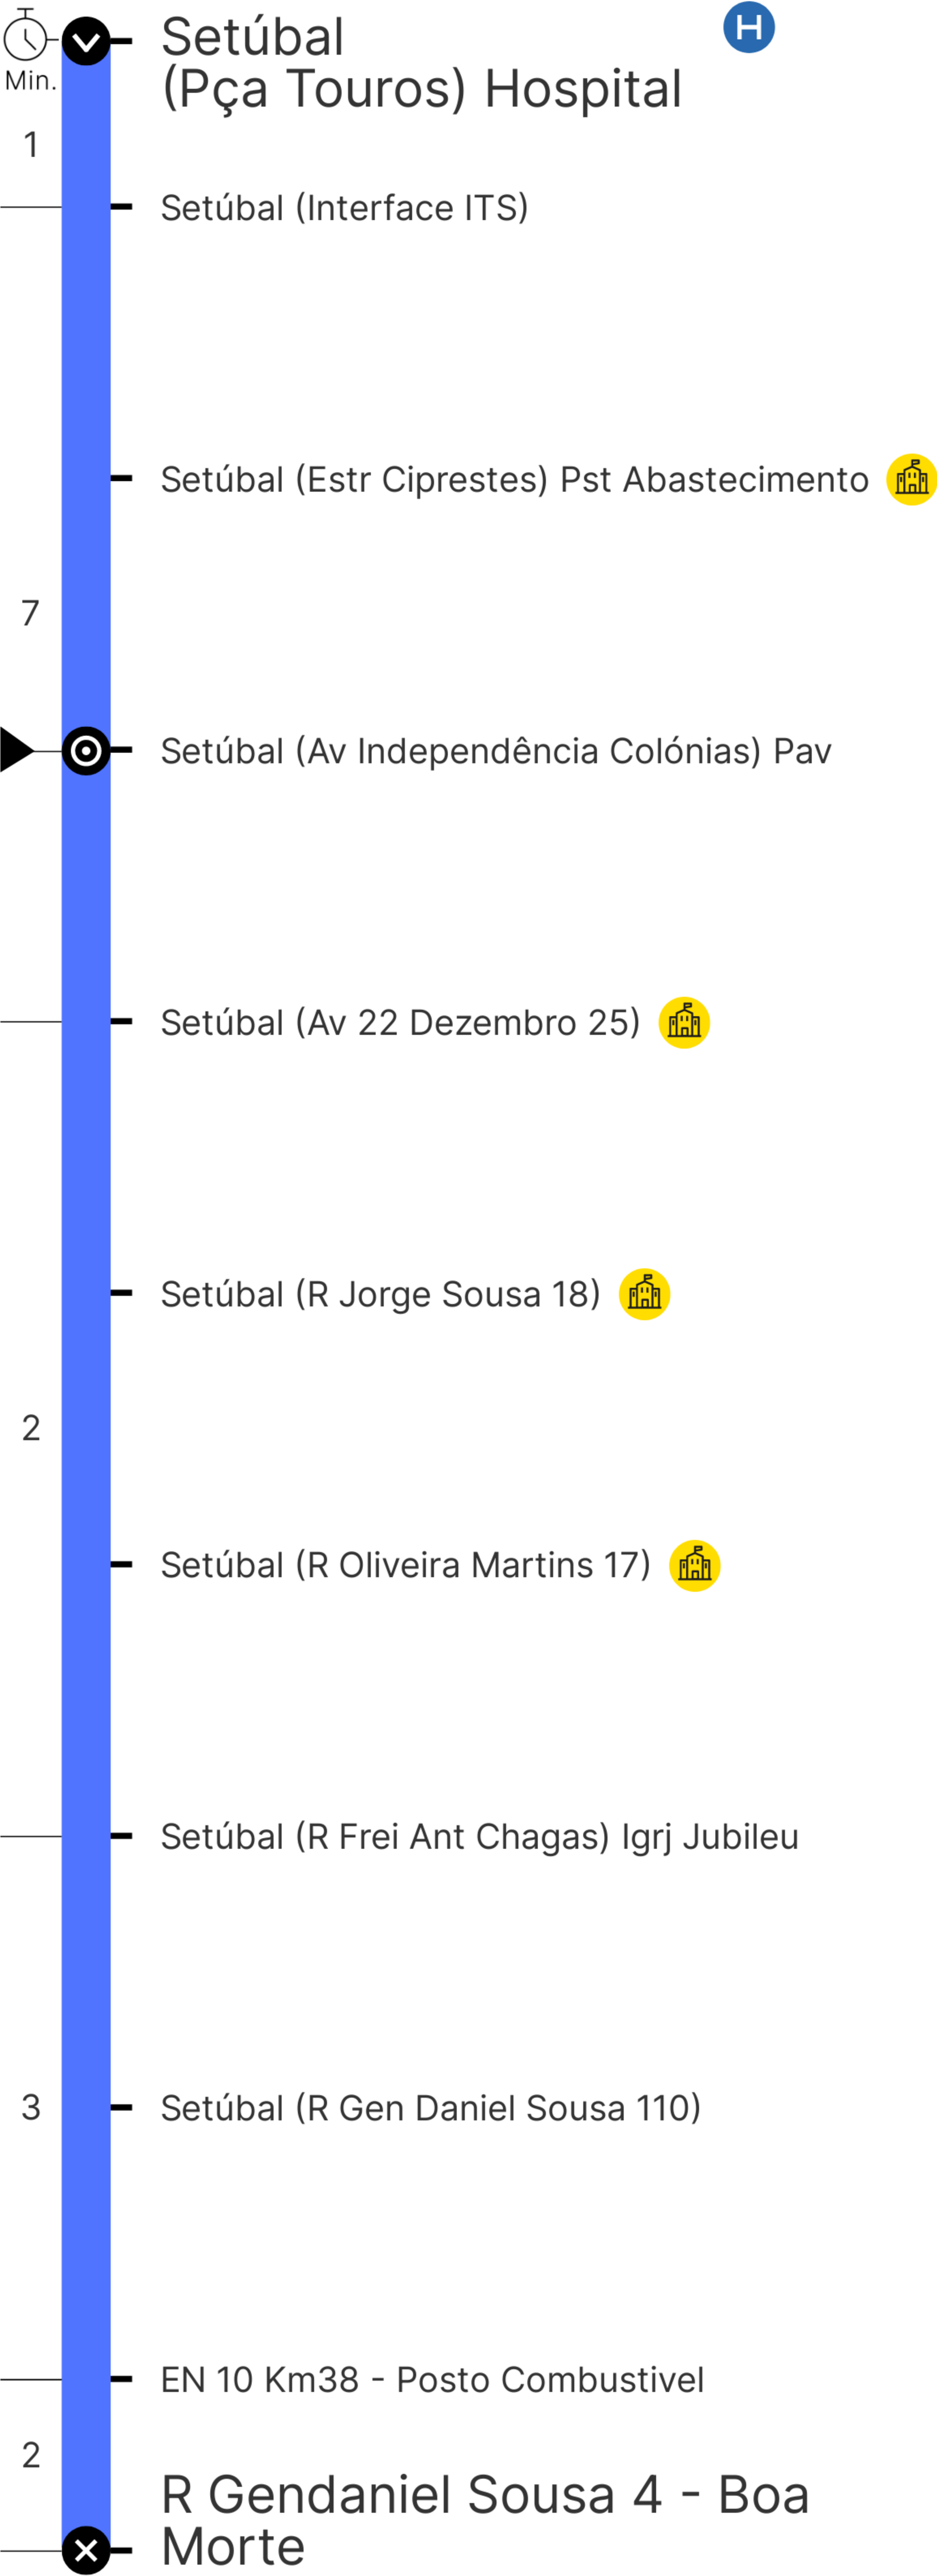 Setúbal
H
(Pça Touros) Hospital
Min.
1
Setúbal (Interface ITS)
Setúbal (Estr Ciprestes) Pst Abastecimento
7
Setúbal (Av Independência Colónias) Pav
Setúbal (Av 22 Dezembro 25)
Setúbal (R Jorge Sousa 18)
2
Setúbal (R Oliveira Martins 17)
Setúbal (R Frei Ant Chagas) Igrj Jubileu
3
Setúbal (R Gen Daniel Sousa 110)
EN 10 Km38 - Posto Combustivel
2
R Gendaniel Sousa 4 - Boa
Morte